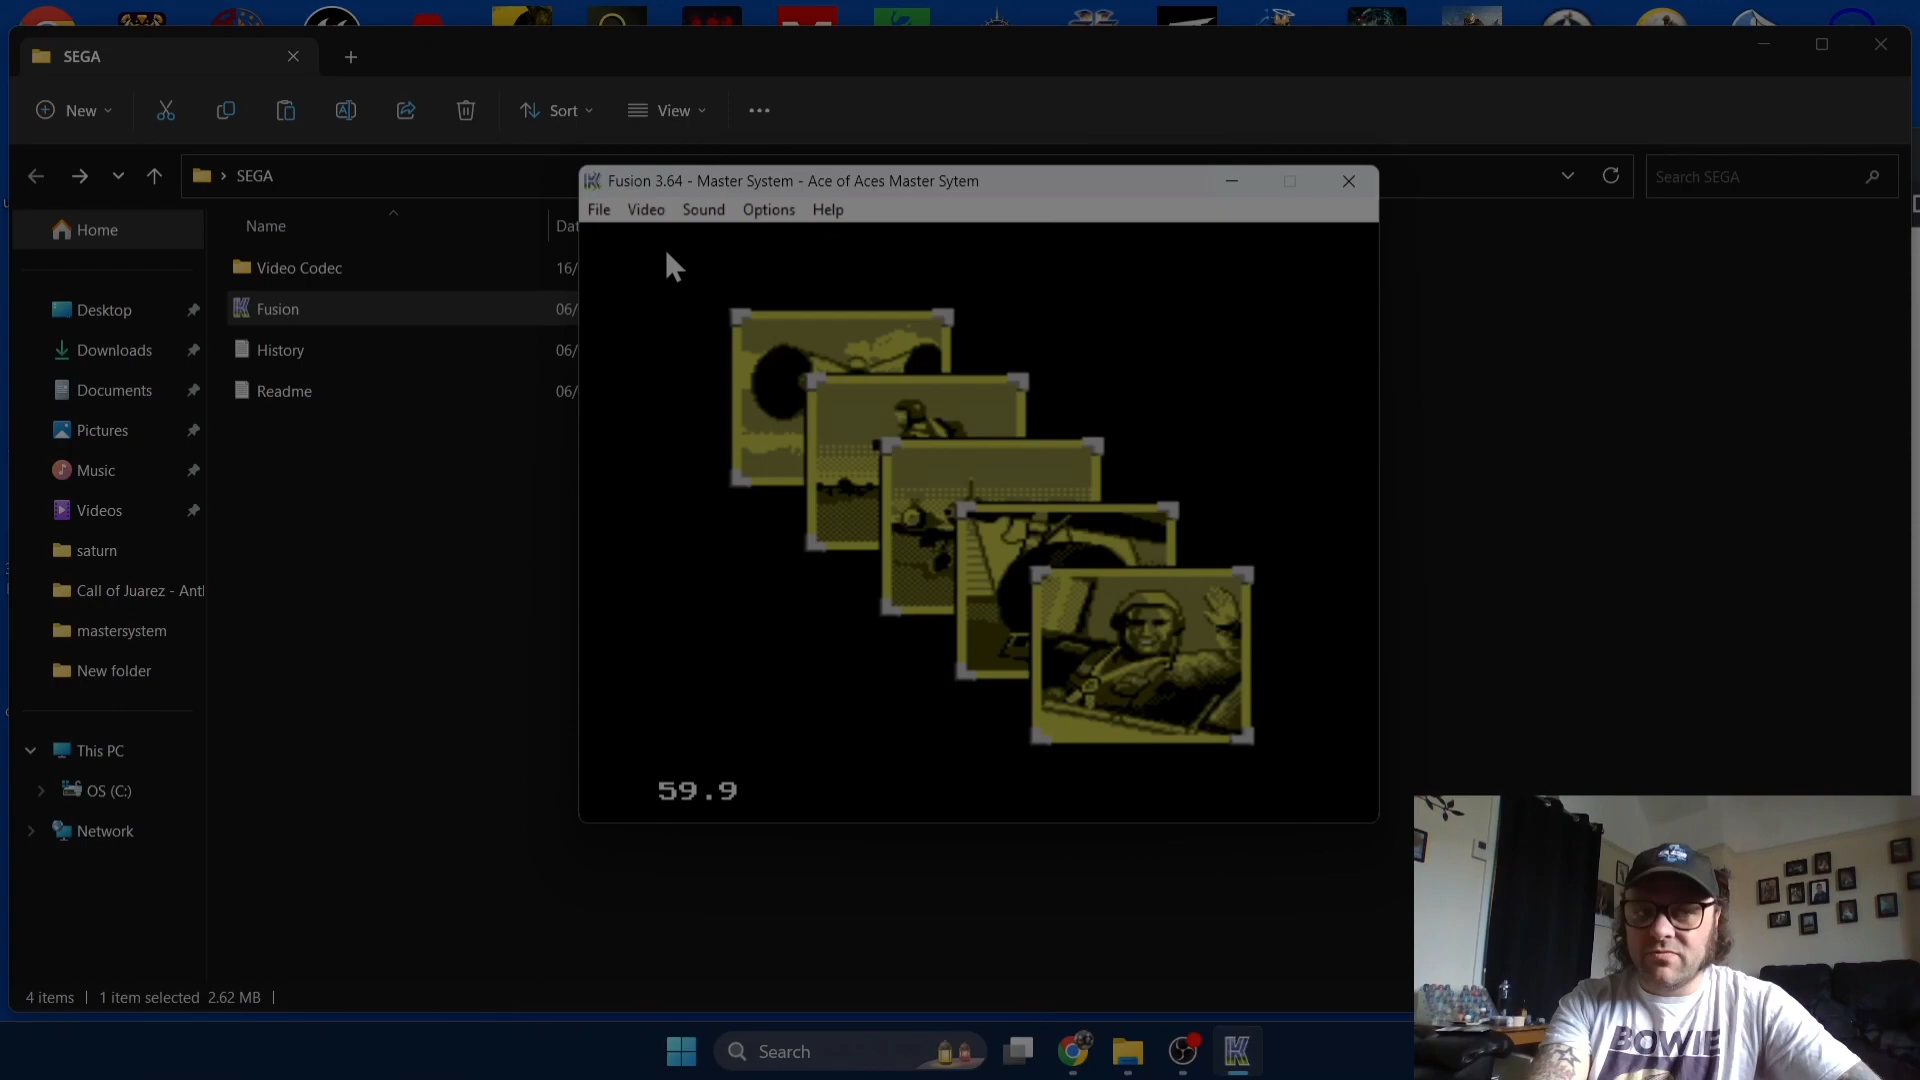 SEGA
New
Sort
View
SEGA
Search SEGA
Fusion 3.64 - Master System - Ace of Aces Master Sytem
File Video Sound Options Help
Home
Name
Dat
Video Codec 16/
Fusion 06/
History 06/
Readme 06/
Desktop
Downloads
Documents
Pictures
Music
Videos
saturn
Call of Juarez - Antl
mastersystem
New folder
This PC
OS (C:)
Network
59.9
4 items 1 item selected 2.62 MB
Search
BOWIE